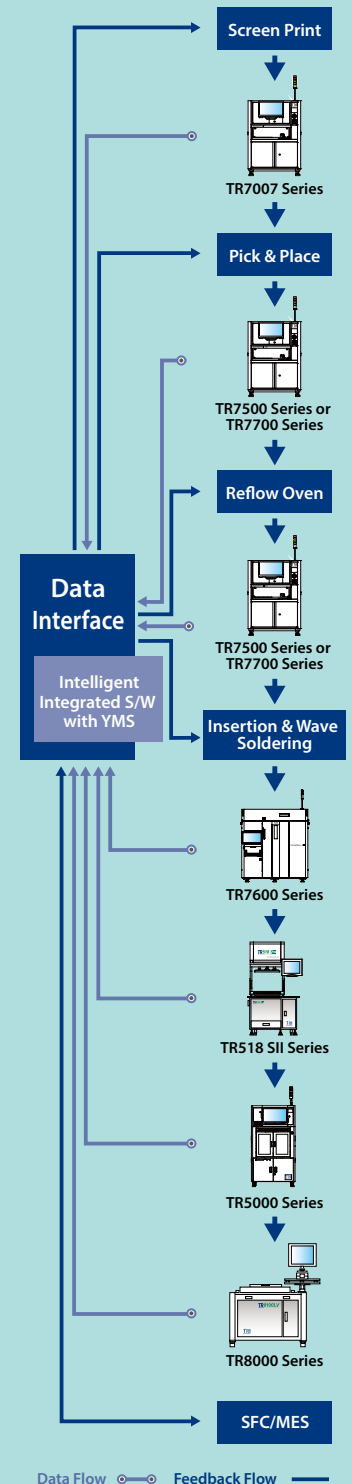 Screen Print
TR7007 Series
Pick & Place
TR7500 Series or
TR7700 Series
Reflow Oven
Data
Interface
TR7500 Series or
TR7700 Series
Intelligent
Integrated S/W
with YMS
Insertion & Wave
Soldering
TR7600 Series
TR518 SII Series
TR5000 Series
TR8100LV
TR8000 Series
SFC/MES
Data Flow
Feedback Flow